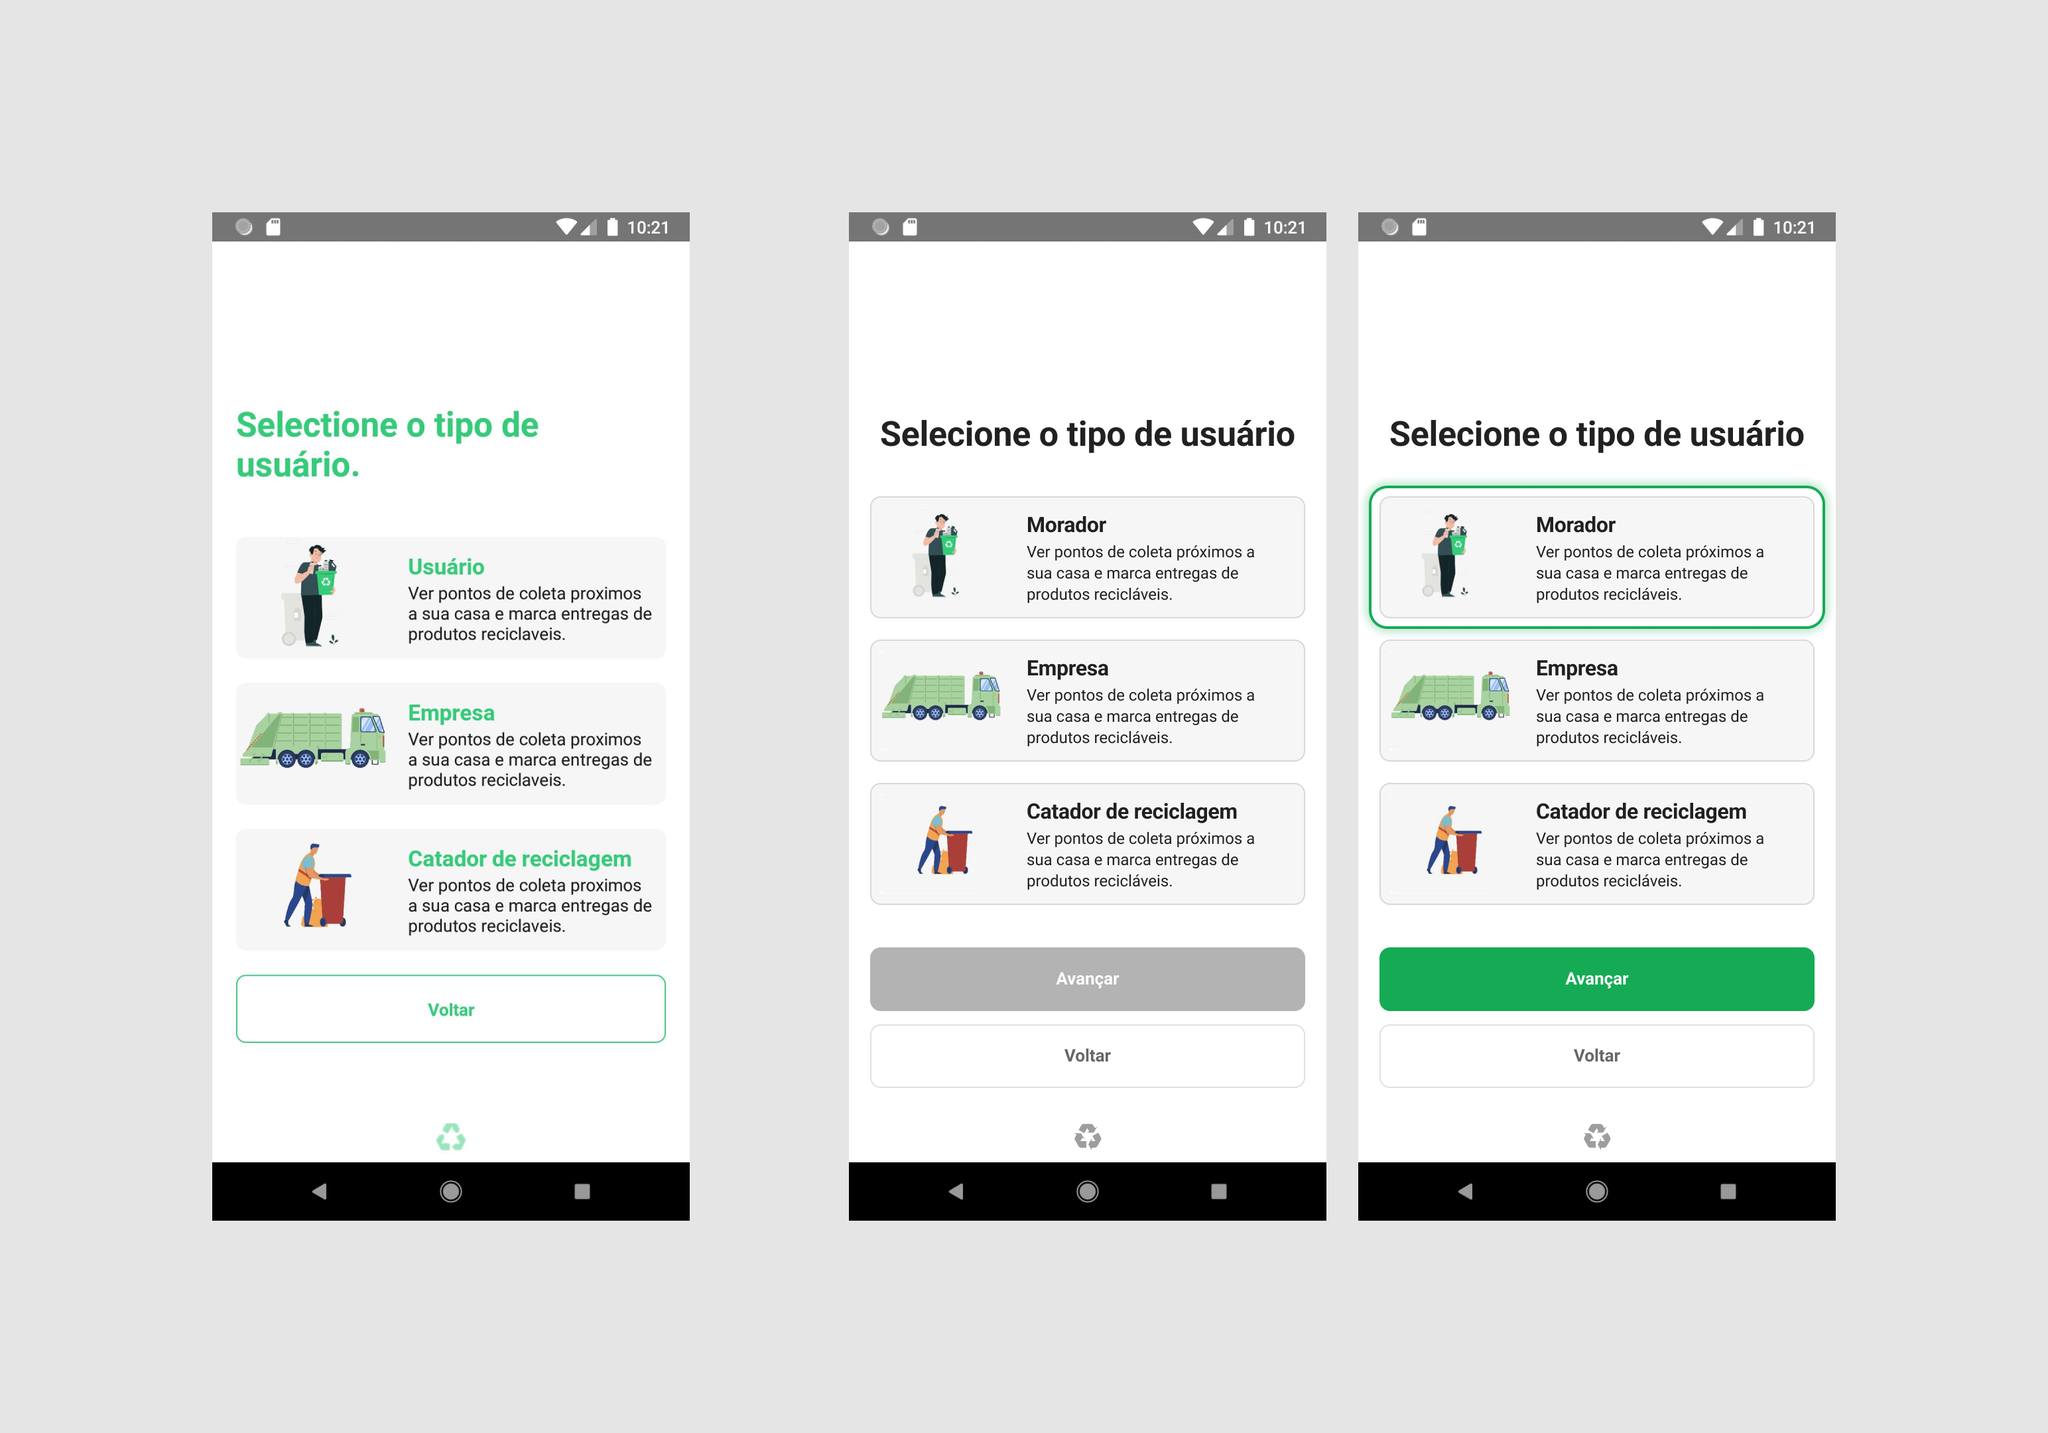 10:21
Selectione o tipo de
usuário.
Usuário
Ver pontos de coleta proximos
a sua casa e marca entregas de
produtos reciclaveis.
Empresa
Ver pontos de coleta proximos
a sua casa e marca entregas de
produtos reciclaveis.
Catador de reciclagem
Ver pontos de coleta proximos
a sua casa e marca entregas de
produtos reciclaveis.
Voltar
10:21
Selecione o tipo de usuário
Morador
Ver pontos de coleta próximos a
sua casa e marca entregas de
produtos recicláveis.
Empresa
Ver pontos de coleta próximos a
sua casa e marca entregas de
produtos recicláveis.
Catador de reciclagem
Ver pontos de coleta próximos a
sua casa e marca entregas de
produtos recicláveis.
Avançar
Voltar
10:21
Selecione o tipo de usuário
Morador
Ver pontos de coleta próximos a
sua casa e marca entregas de
produtos recicláveis.
Empresa
Ver pontos de coleta próximos a
sua casa e marca entregas de
produtos recicláveis.
Catador de reciclagem
Ver pontos de coleta próximos a
sua casa e marca entregas de
produtos recicláveis.
Avançar
Voltar